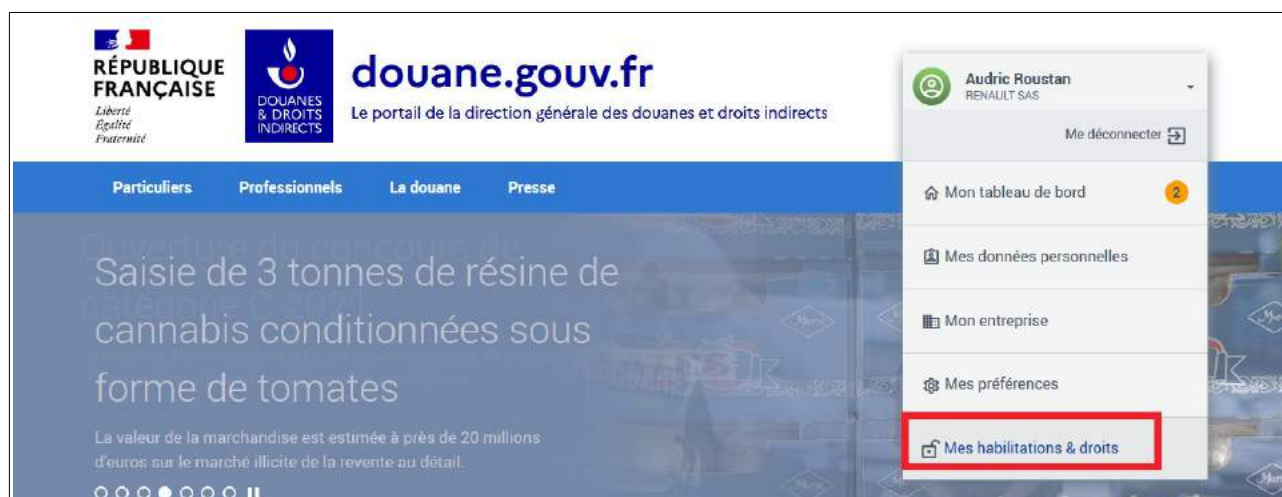 RÉPUBLIQUE
FRANÇAISE
Liberté
Égalité
Fraternité
DOUANES
& DROITS
INDIRECTS
douane.gouv.fr
Le portail de la direction générale des douanes et droits indirects
Audric Roustan
RENAULT SAS
Me déconnecter
Particuliers Professionnels La douane Presse
Mon tableau de bord 2
Mes données personnelles
Mon entreprise
Mes préférences
Mes habilitations & droits
Ouverture du concours de
Saisie de 3 tonnes de résine de
cannabis conditionnées sous
forme de tomates
La valeur de la marchandise est estimée à près de 20 millions
d'euros sur le marché illicite de la revente au détail.